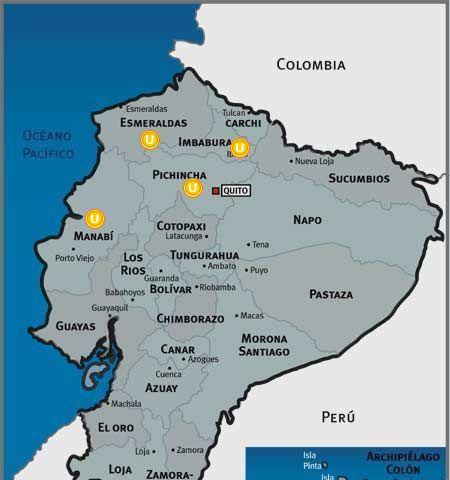 COLOMBIA
Esmeraldas
Tulcan
ESMERALDAS
CARCHI
OCÉANO
PACÍFICO
IMBABURA
U
U
Nueva Loja
PICHINCHA
SUCUMBIOS
U
QUITO
U
NAPO
COTOPAXI
MANABÍ
Latacunga
Tena
Porto Viejo
LOS
RIOS
TUNGURAHUA
Ambato
Puyo
Guaranda
BOLÍVAR
Riobamba
Babahoyos
PASTAZA
Guayaquil
CHIMBORAZO
Macas
GUAYAS
MORONA
SANTIAGO
CANAR
Azogues
Cuenca
AZUAY
Machala
PERÚ
EL ORO
Loja
Zamora
Isla
Pinta
ARCHIPIÉLAGO
COLÓN
LOJA
ZAMORA-
Isla